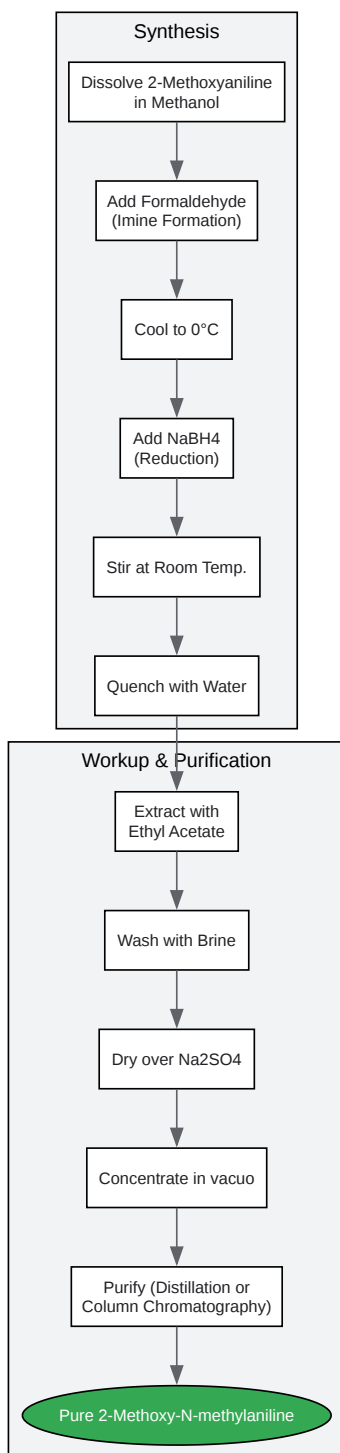 Synthesis
Dissolve 2-Methoxyaniline
in Methanol
Add Formaldehyde
(Imine Formation)
Cool to 0°C
Add NaBH4
(Reduction)
Stir at Room Temp.
Quench with Water
Workup & Purification
Extract with
Ethyl Acetate
Wash with Brine
Dry over Na2SO4
Concentrate in vacuo
Purify (Distillation or
Column Chromatography)
Pure 2-Methoxy-N-methylaniline